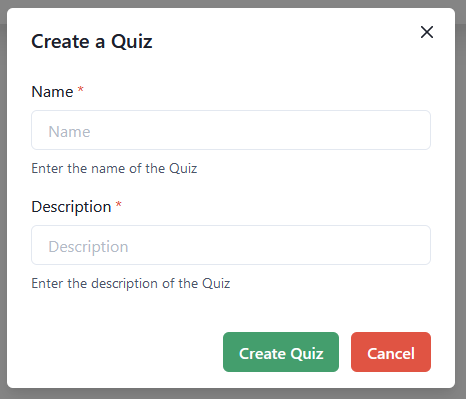 Create a Quiz
Name *
Name
Enter the name of the Quiz
Description *
Description
Enter the description of the Quiz
Create Quiz
Cancel